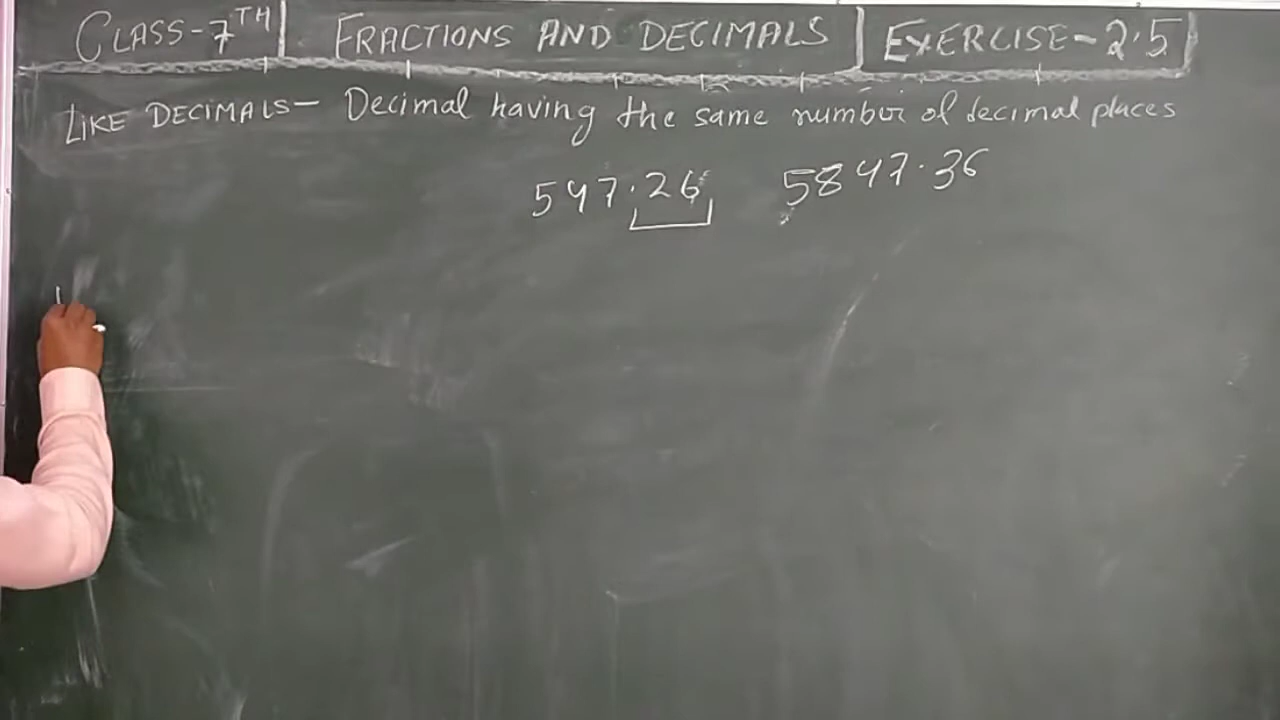 CLASS-7TH FRACTIONS AND DECIMALS EXERCISE-2.5
LIKE DECIMALS- Decimal having the same number of decimal places
547.26 5847.36